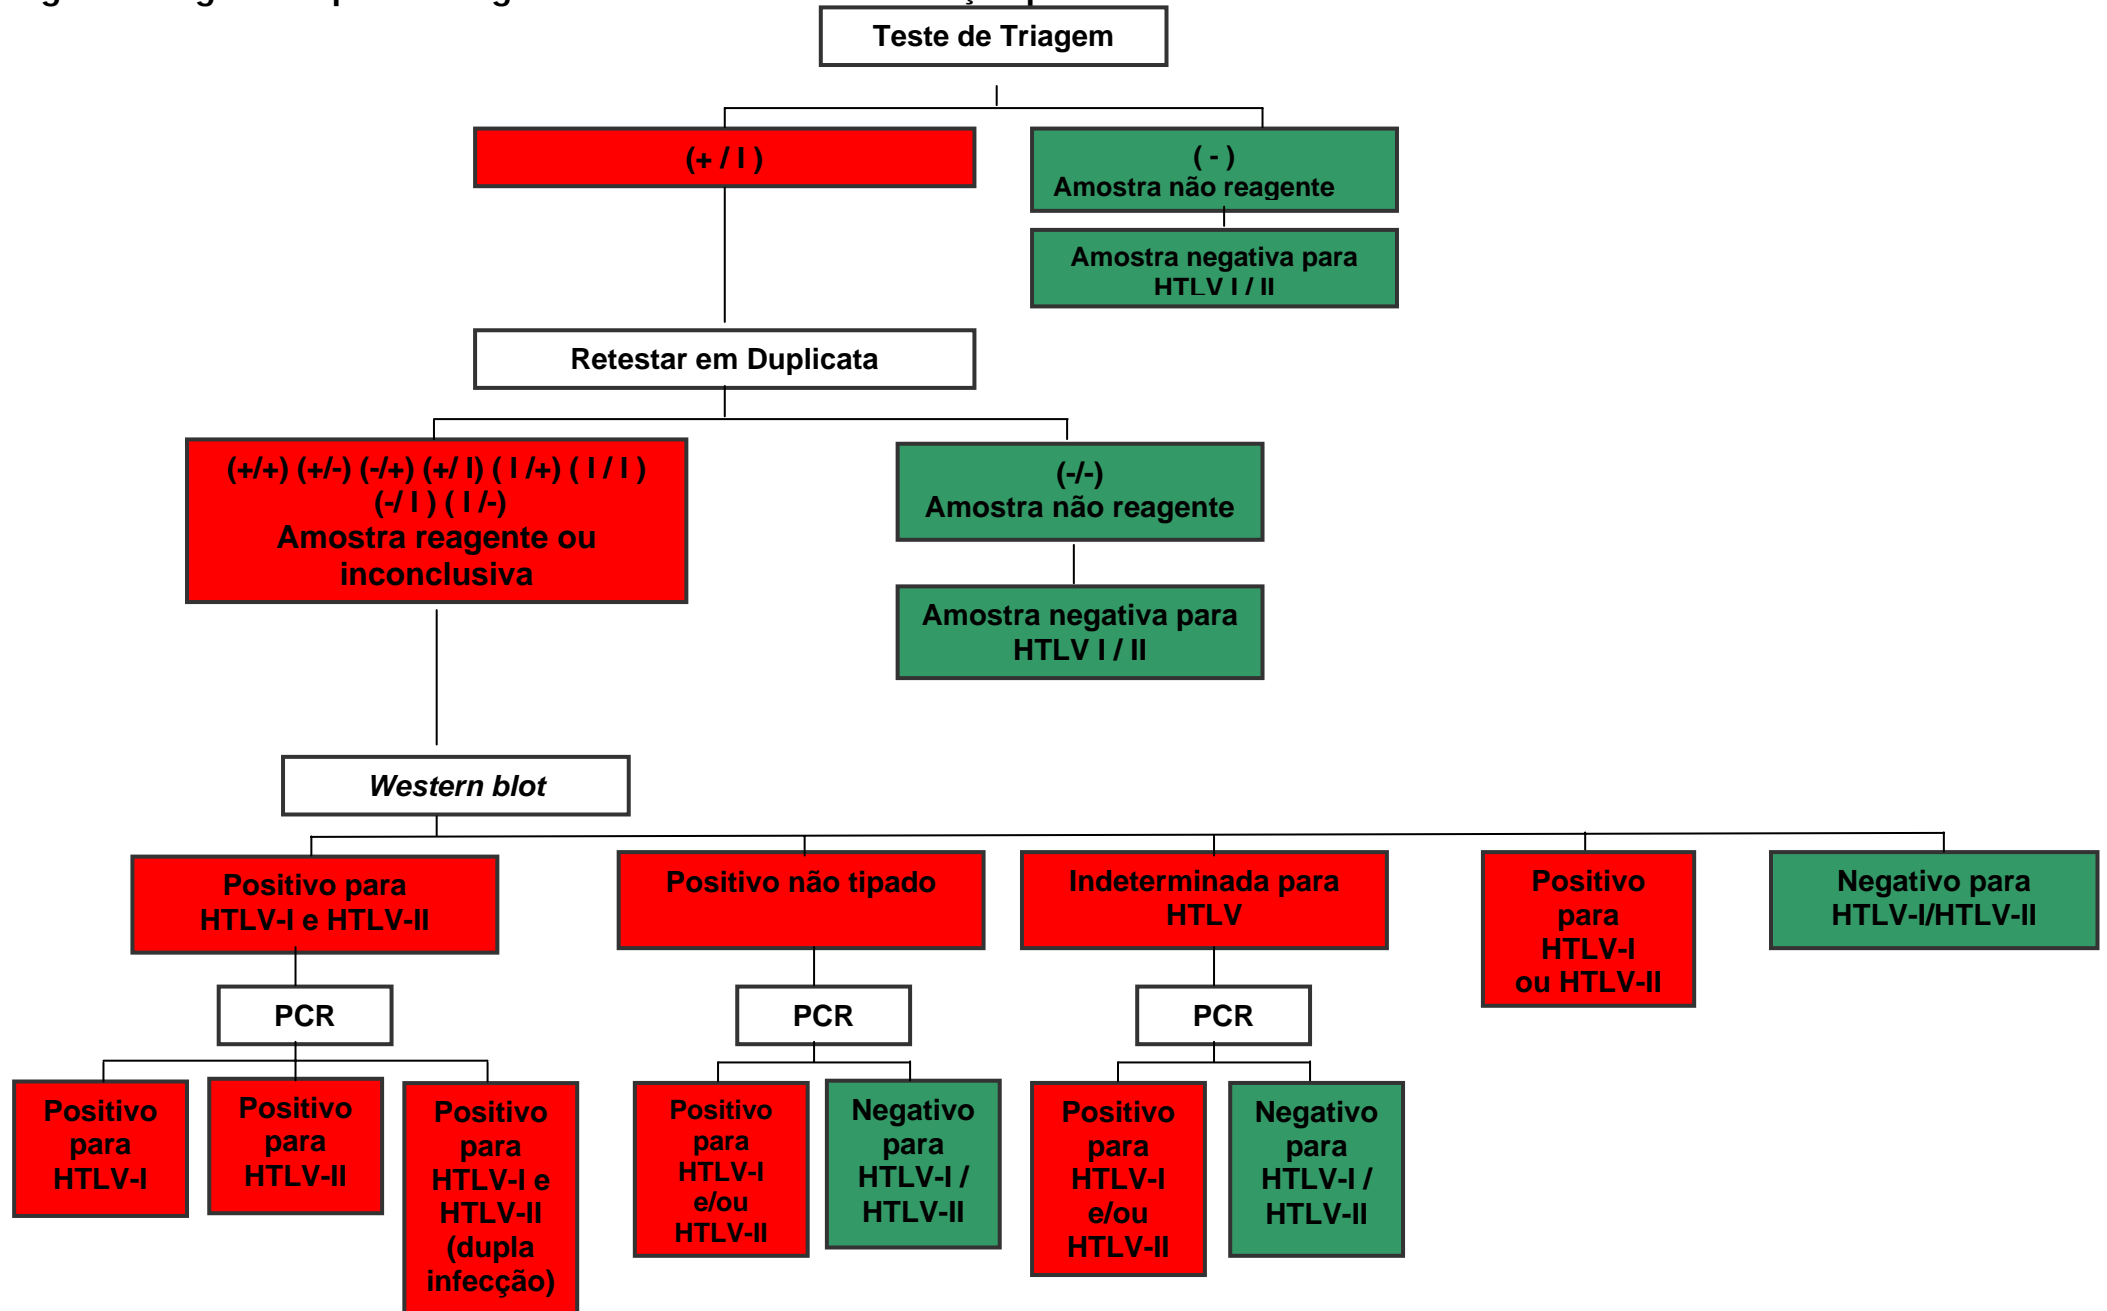 Teste de Triagem
(+ / I )
( - )
Amostra não reagente
Amostra negativa para
HTLV I / II
Retestar em Duplicata
(+/+) (+/-) (-/+) (+/ I) ( I /+) ( I / I )
(-/ I ) ( I /-)
Amostra reagente ou
inconclusiva
(-/-)
Amostra não reagente
Amostra negativa para
HTLV I / II
Western blot
Positivo para
HTLV-I e HTLV-II
Positivo não tipado
Indeterminada para
HTLV
Positivo
para
HTLV-I
ou HTLV-II
Negativo para
HTLV-I/HTLV-II
PCR
PCR
PCR
Positivo
para
HTLV-I
Positivo
para
HTLV-II
Positivo
para
HTLV-I e
HTLV-II
(dupla
infecção)
Positivo
para
HTLV-I
e/ou
HTLV-II
Negativo
para
HTLV-I /
HTLV-II
Positivo
para
HTLV-I
e/ou
HTLV-II
Negativo
para
HTLV-I /
HTLV-II